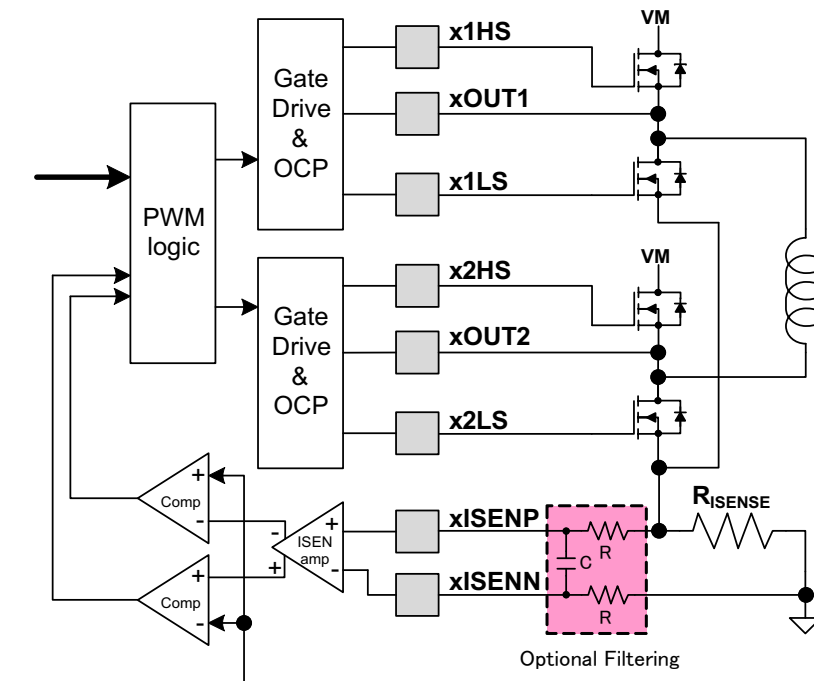 x1HS
VM
Gate
Drive
&
OCP
xOUT1
x1LS
PWM
logic
x2HS
VM
Gate
Drive
&
OCP
xOUT2
x2LS
+
Comp
-
xISENP
RISENSE
-
+
ISEN
amp
+
-
R
C
xISENN
+
Comp
-
R
Optional Filtering